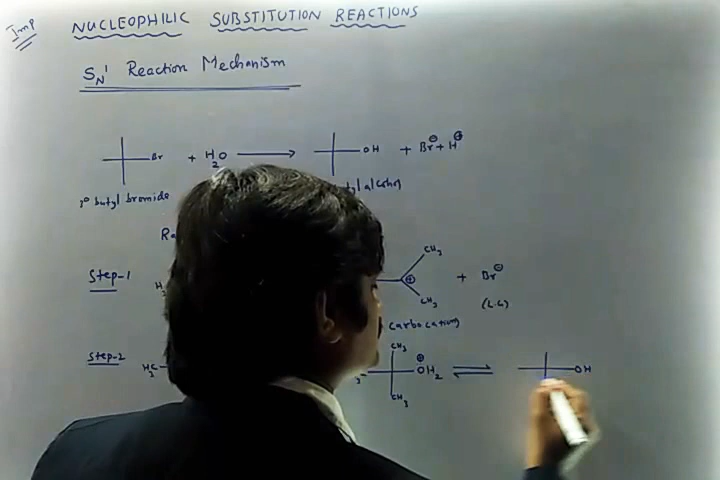 Imp NUCLEOPHILIC SUBSTITUTION REACTIONS
SN1 Reaction Mechanism
Br + H2O → OH + Br⊖ + H⊕
3° butyl bromide
Step-1 CH3 ⊕ CH3 + Br⊖
(L.G)
Step-2 H3C CH3 ⊕OH2 CH3 ⇌ OH